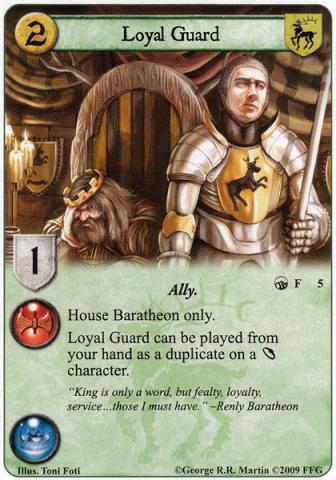 2 Loyal Guard
1
Ally.
F 5
House Baratheon only.
Loyal Guard can be played from
your hand as a duplicate on a
character.
“King is only a word, but fealty, loyalty,
service…those I must have.” –Renly Baratheon
Illus. Toni Foti ©George R.R. Martin ©2009 FFG